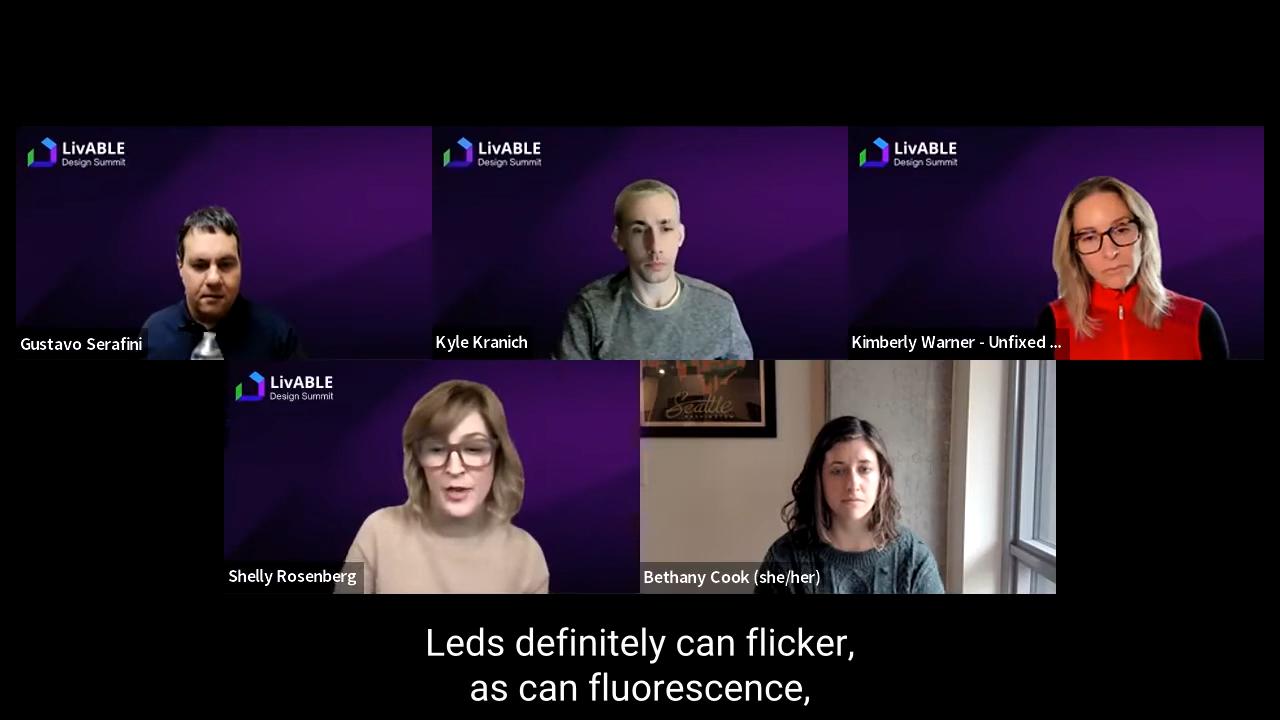 LivABLE
Design Summit
LivABLE
Design Summit
LivABLE
Design Summit
Gustavo Serafini
Kyle Kranich
Kimberly Warner - Unfixed ...
LivABLE
Design Summit
Seattle
WASHINGTON
Shelly Rosenberg
Bethany Cook (she/her)
Leds definitely can flicker,
as can fluorescence,